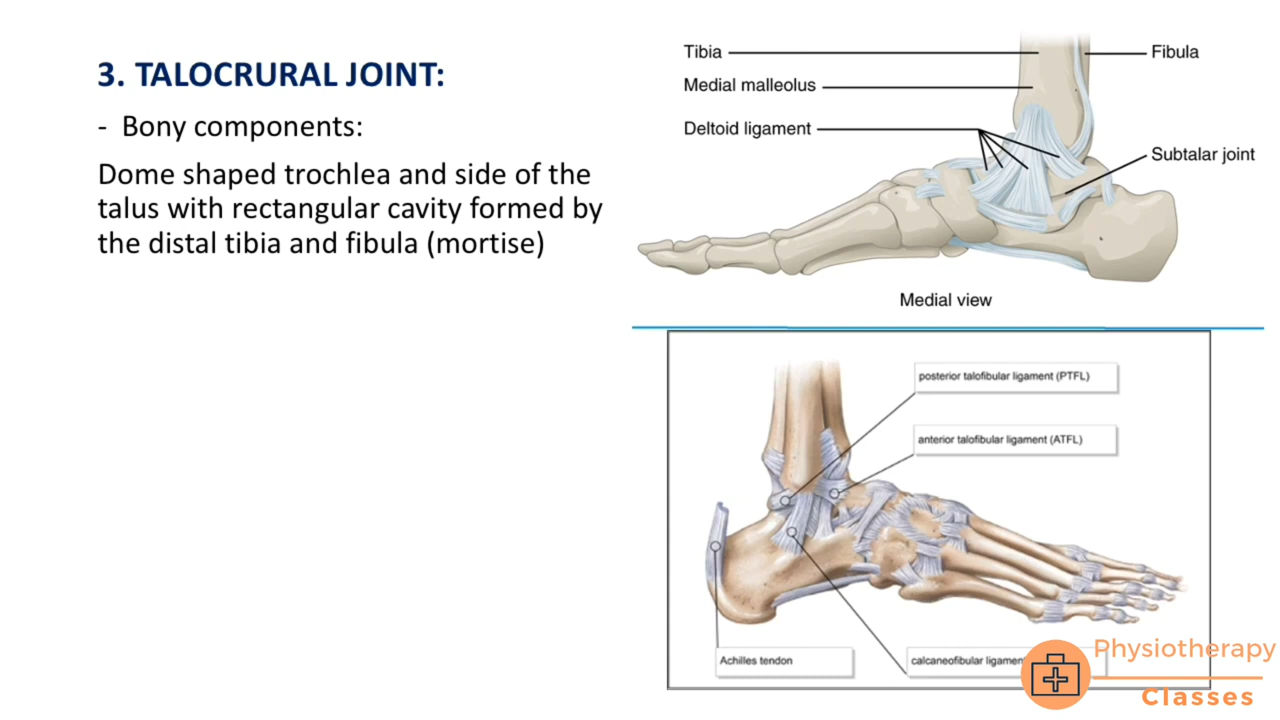 3. TALOCRURAL JOINT:
- Bony components:
Dome shaped trochlea and side of the
talus with rectangular cavity formed by
the distal tibia and fibula (mortise)
Tibia
Fibula
Medial malleolus
Deltoid ligament
Subtalar joint
Medial view
posterior talofibular ligament (PTFL)
anterior talofibular ligament (ATFL)
Achilles tendon
calcaneofibular
Physiotherapy
Classes